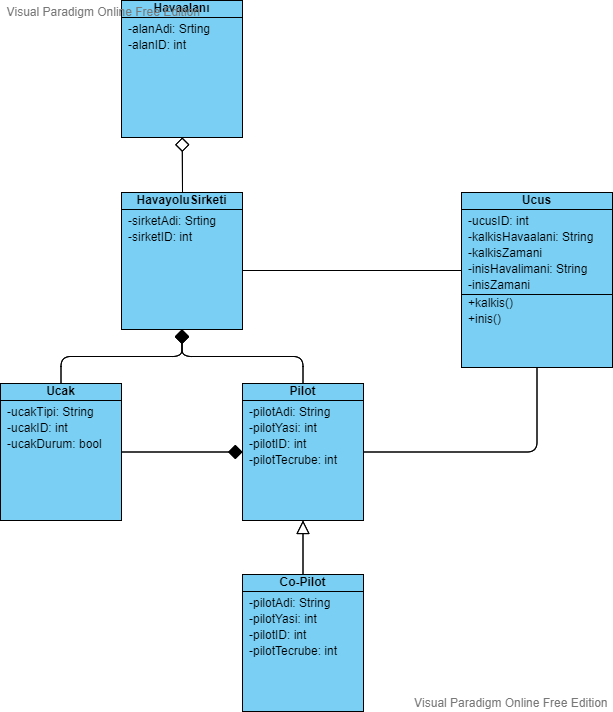 Visual Paradigm Online Free Edition
Havaalanı
-alanAdi: Srting
-alanID: int
HavayoluSirketi
-sirketAdi: Srting
-sirketID: int
Ucus
-ucusID: int
-kalkisHavaalani: String
-kalkisZamani
-inisHavalimani: String
-inisZamani
+kalkis()
+inis()
Ucak
-ucakTipi: String
-ucakID: int
-ucakDurum: bool
Pilot
-pilotAdi: String
-pilotYasi: int
-pilotID: int
-pilotTecrube: int
Co-Pilot
-pilotAdi: String
-pilotYasi: int
-pilotID: int
-pilotTecrube: int
Visual Paradigm Online Free Edition